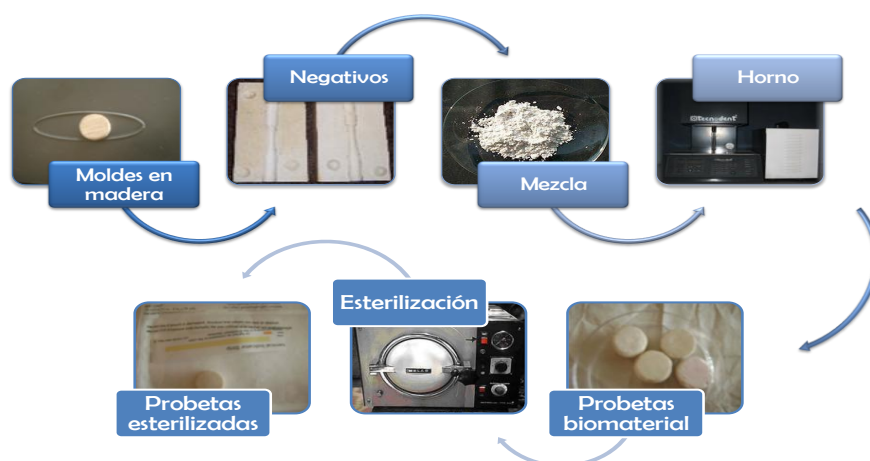 Moldes en
madera
Negativos
Mezcla
Horno
Tecnodent
Probetas
biomaterial
Esterilización
Probetas
esterilizadas